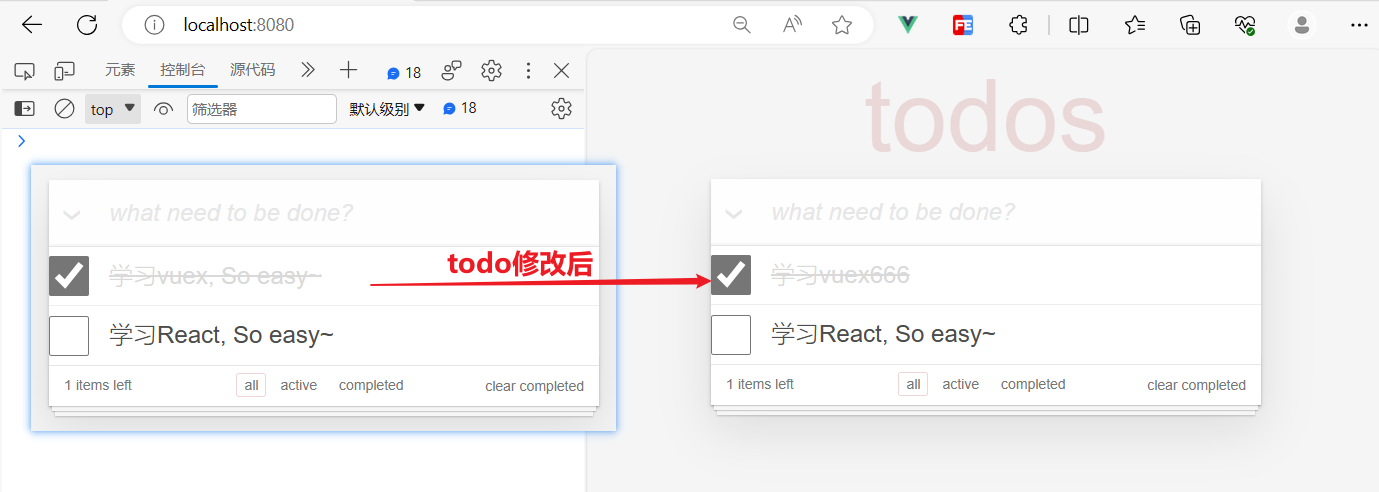 localhost:8080
元素 控制台 源代码 18
top 筛选器 默认级别 18
todos
what need to be done?
学习vuex, So easy~
todo修改后
学习React, So easy~
1 items left all active completed clear completed
what need to be done?
学习vuex666
学习React, So easy~
1 items left all active completed clear completed